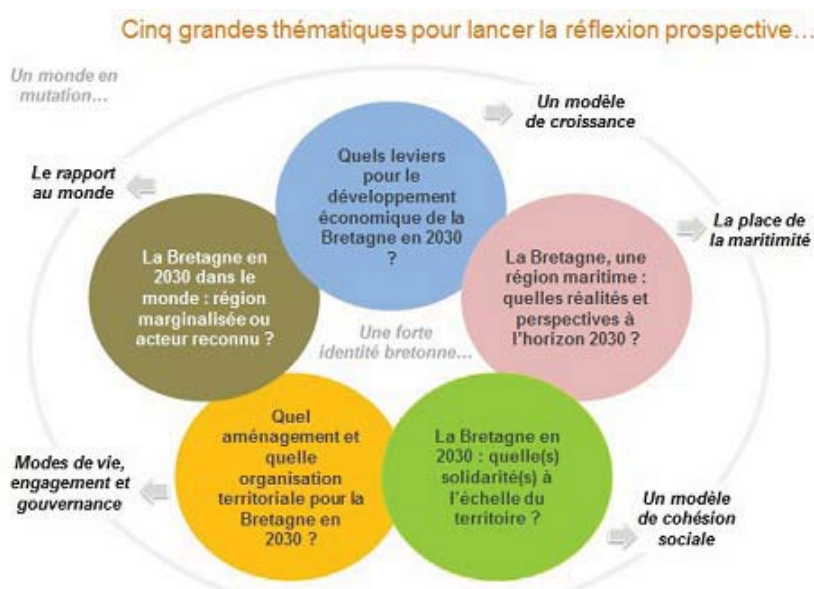 Cinq grandes thématiques pour lancer la réflexion prospective…
Un monde en
mutation…
Un modèle
de croissance
Quels leviers
pour le
développement
économique de la
Bretagne en 2030
?
Le rapport
au monde
La place de
la maritimité
La Bretagne en
2030 dans le
monde : région
marginalisée ou
acteur reconnu ?
La Bretagne, une
région maritime :
quelles réalités et
perspectives à
l'horizon 2030 ?
Une forte
identité bretonne…
Quel
aménagement et
quelle
organisation
territoriale pour la
Bretagne en
2030 ?
La Bretagne en
2030 : quelle(s)
solidarité(s) à
l'échelle du
territoire ?
Modes de vie,
engagement et
gouvernance
Un modèle
de cohésion
sociale